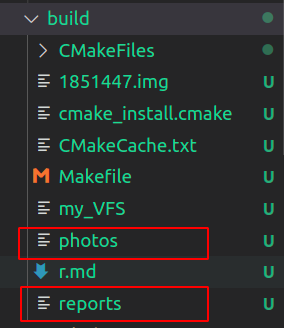 build
CMakeFiles
1851447.img U
cmake_install.cmake U
CMakeCache.txt U
Makefile U
my_VFS U
photos U
r.md U
reports U